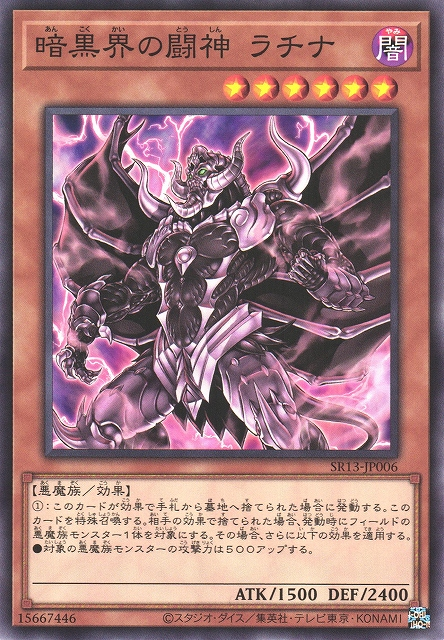 暗黒界の闘神 ラチナ
闇
SR13-JP006
【悪魔族/効果】
①:このカードが効果で手札から墓地へ捨てられた場合に発動する。この
カードを特殊召喚する。相手の効果で捨てられた場合、発動時にフィールドの
悪魔族モンスター1体を対象にする。その場合、さらに以下の効果を適用する。
●対象の悪魔族モンスターの攻撃力は500アップする。
ATK/1500 DEF/2400
15667446 ©スタジオ・ダイス/集英社・テレビ東京・KONAMI